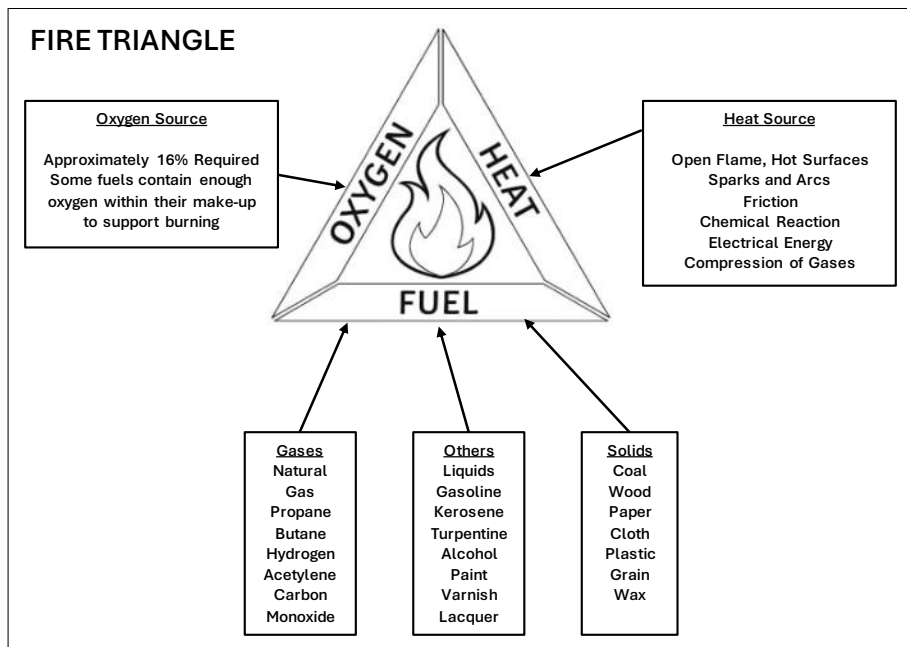 FIRE TRIANGLE
Oxygen Source
Approximately 16% Required
Some fuels contain enough
oxygen within their make-up
to support burning
OXYGEN
HEAT
FUEL
Heat Source
Open Flame, Hot Surfaces
Sparks and Arcs
Friction
Chemical Reaction
Electrical Energy
Compression of Gases
Gases
Natural
Gas
Propane
Butane
Hydrogen
Acetylene
Carbon
Monoxide
Others
Liquids
Gasoline
Kerosene
Turpentine
Alcohol
Paint
Varnish
Lacquer
Solids
Coal
Wood
Paper
Cloth
Plastic
Grain
Wax